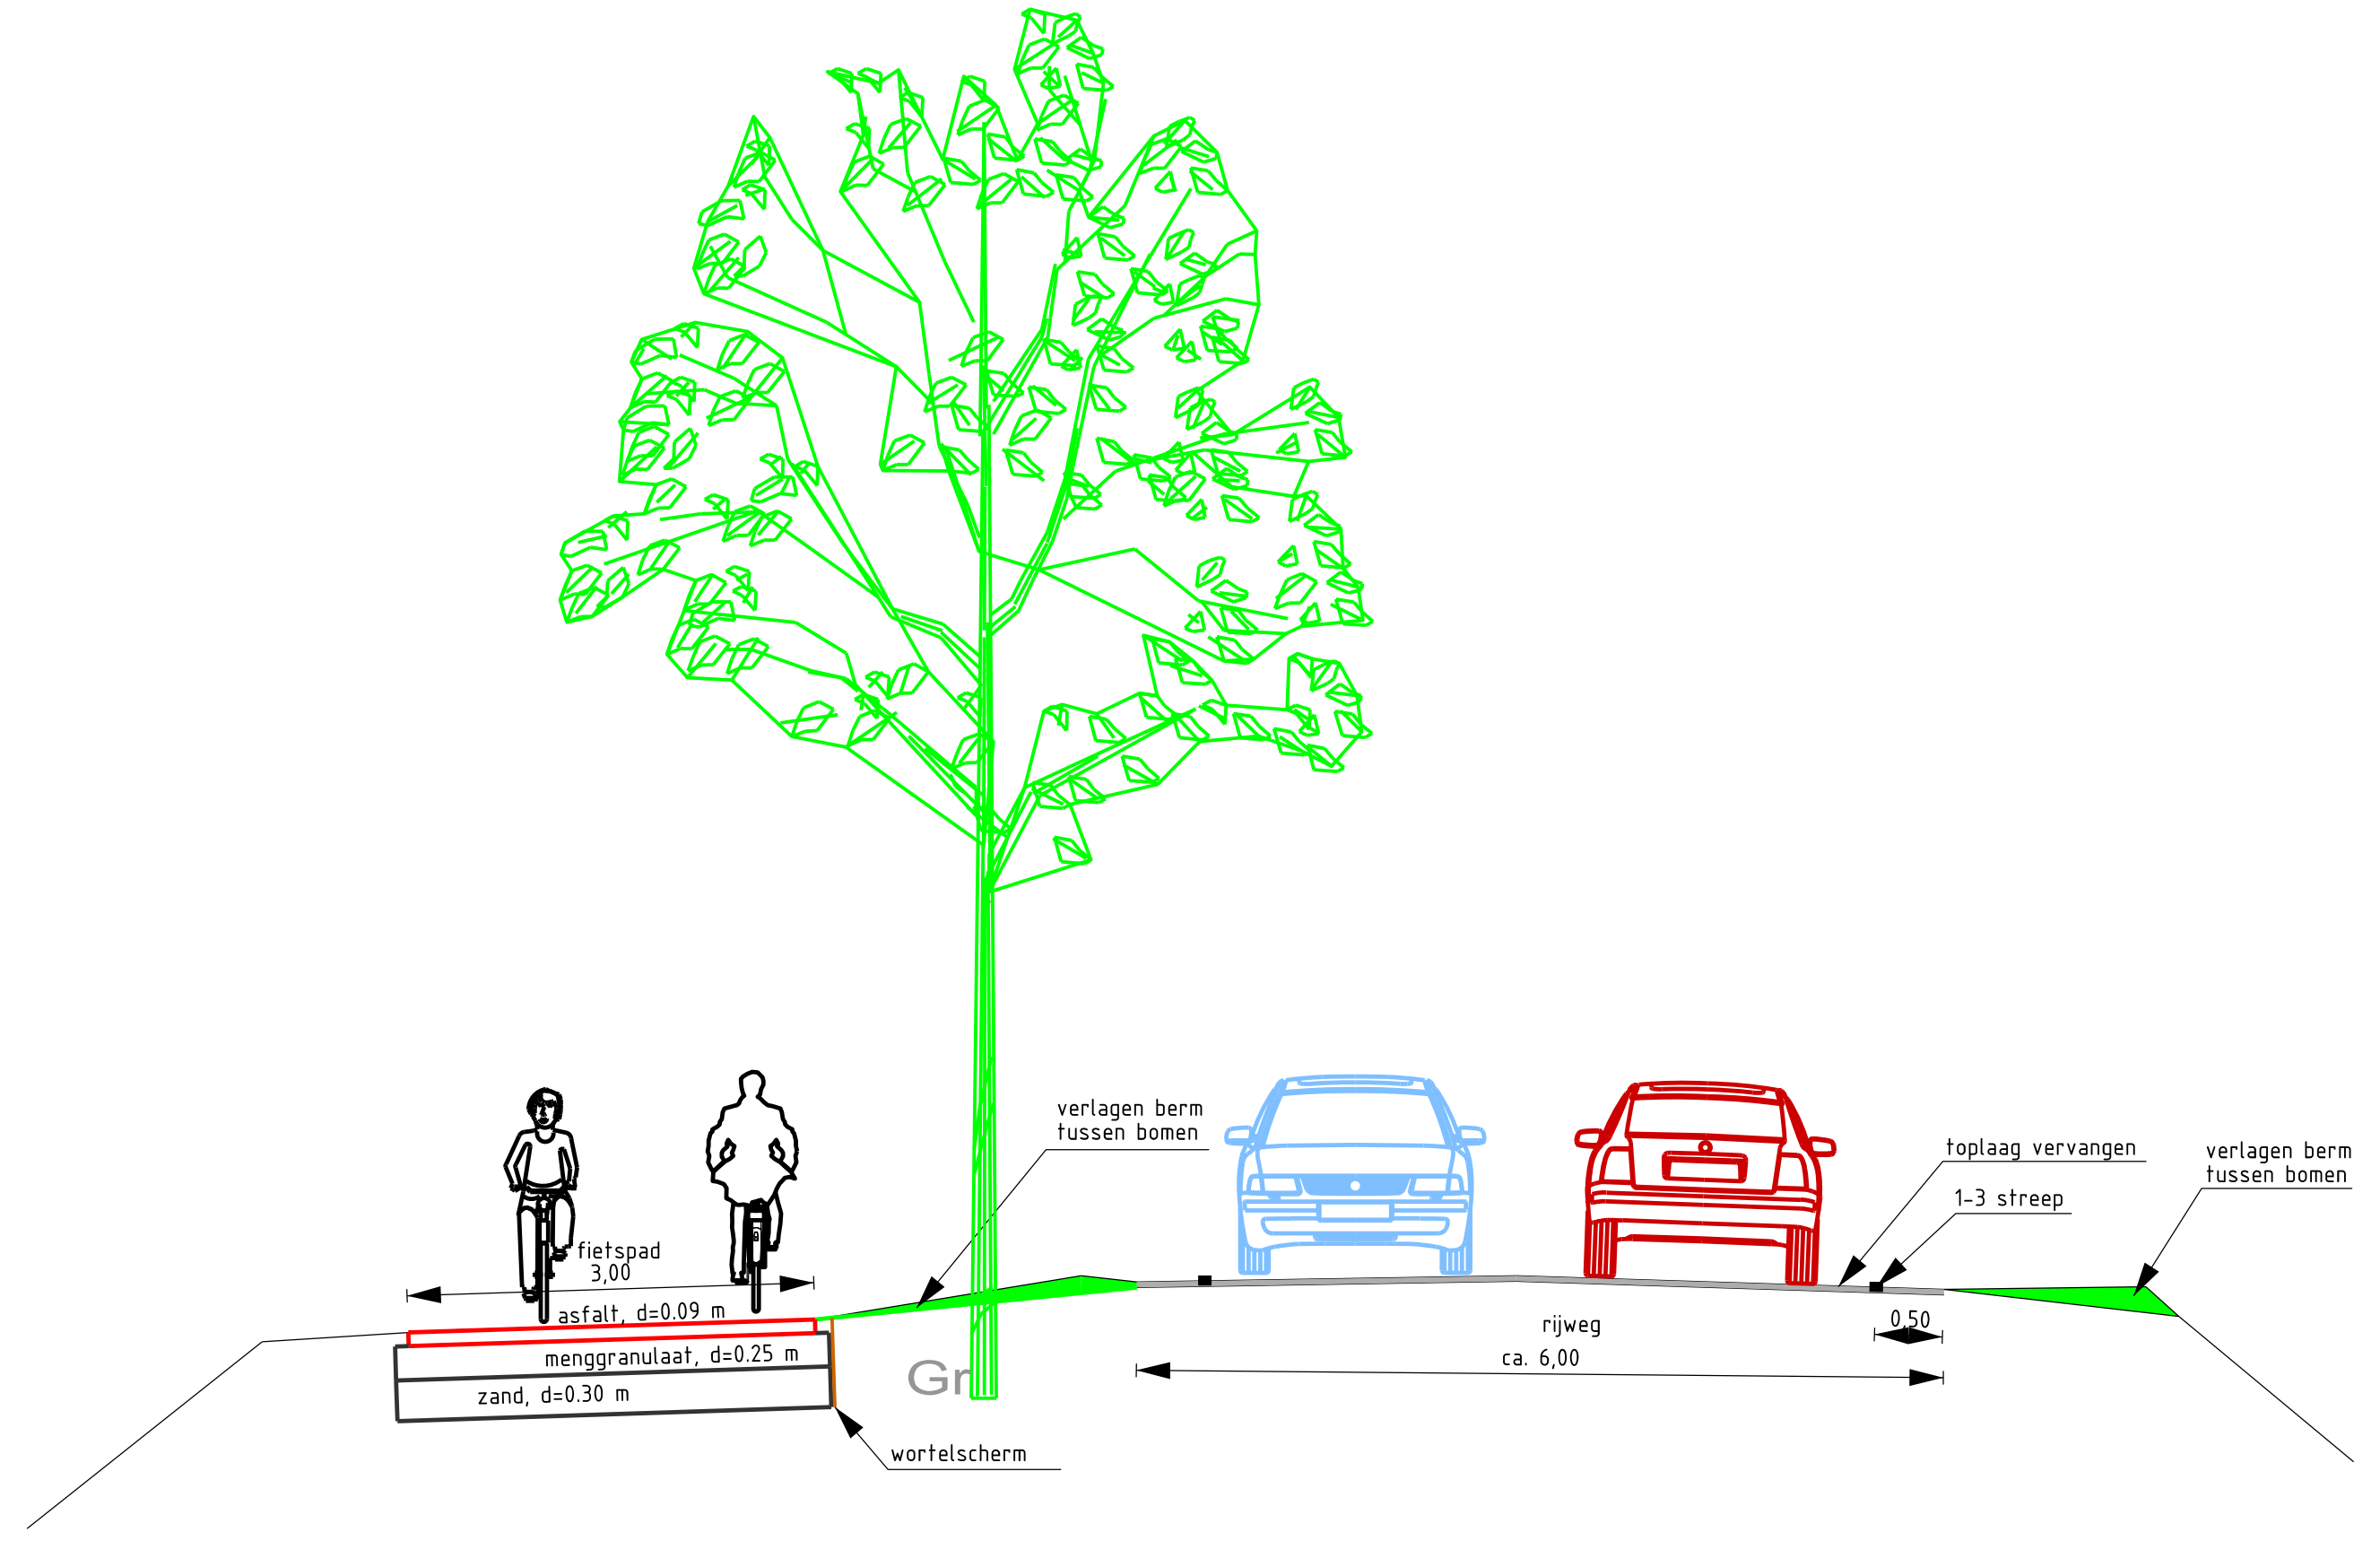 verlagen berm
tussen bomen
toplaag vervangen
verlagen berm
tussen bomen
1-3 streep
fietspad
3,00
asfalt, d=0.09 m
menggranulaat, d=0.25 m
zand, d=0.30 m
Gr
rijweg
ca. 6,00
0,50
wortelscherm